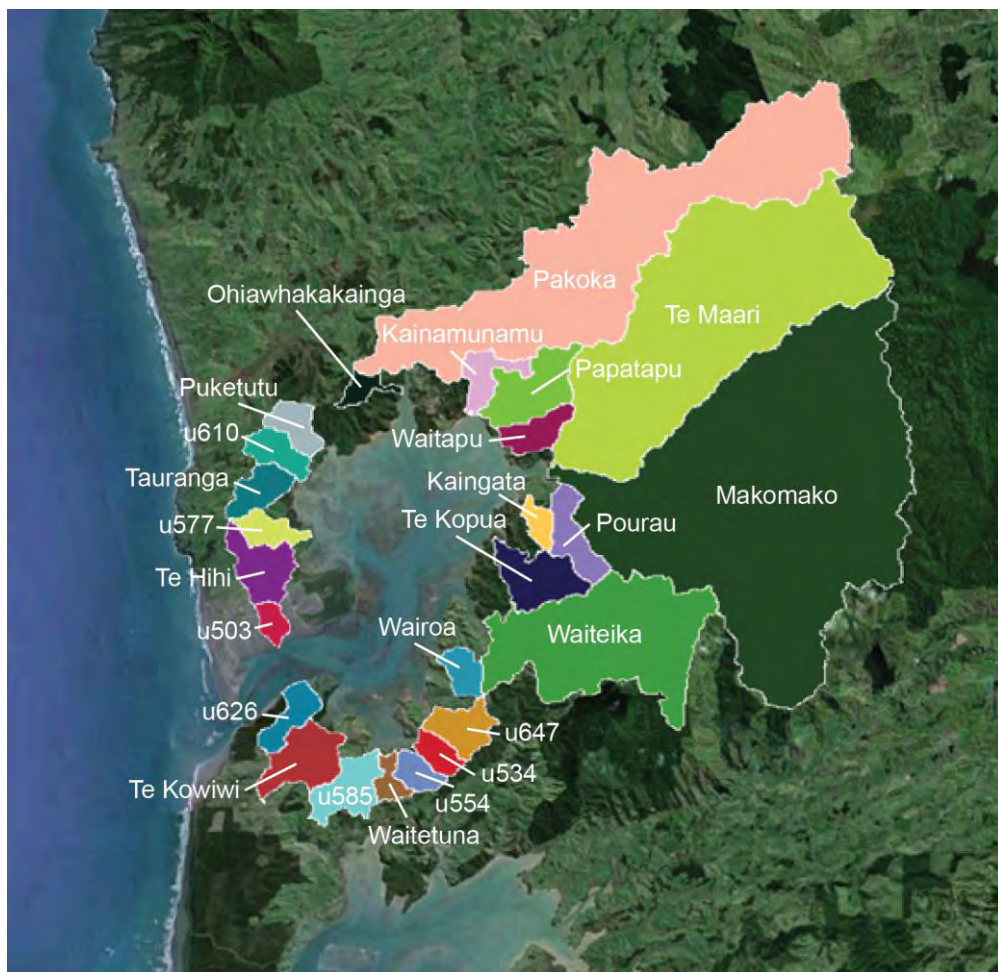 Pakoka
Ohiawhakakainga
Te Maari
Kainamunamu
Papatapu
Puketutu
u610
Waitapu
Tauranga
Kaingata
Makomako
Te Kopua
Pourau
u577
Te Hihi
u503
Wairoa
Waiteika
u626
u647
u534
Te Kowiwi
u585
u554
Waitetuna